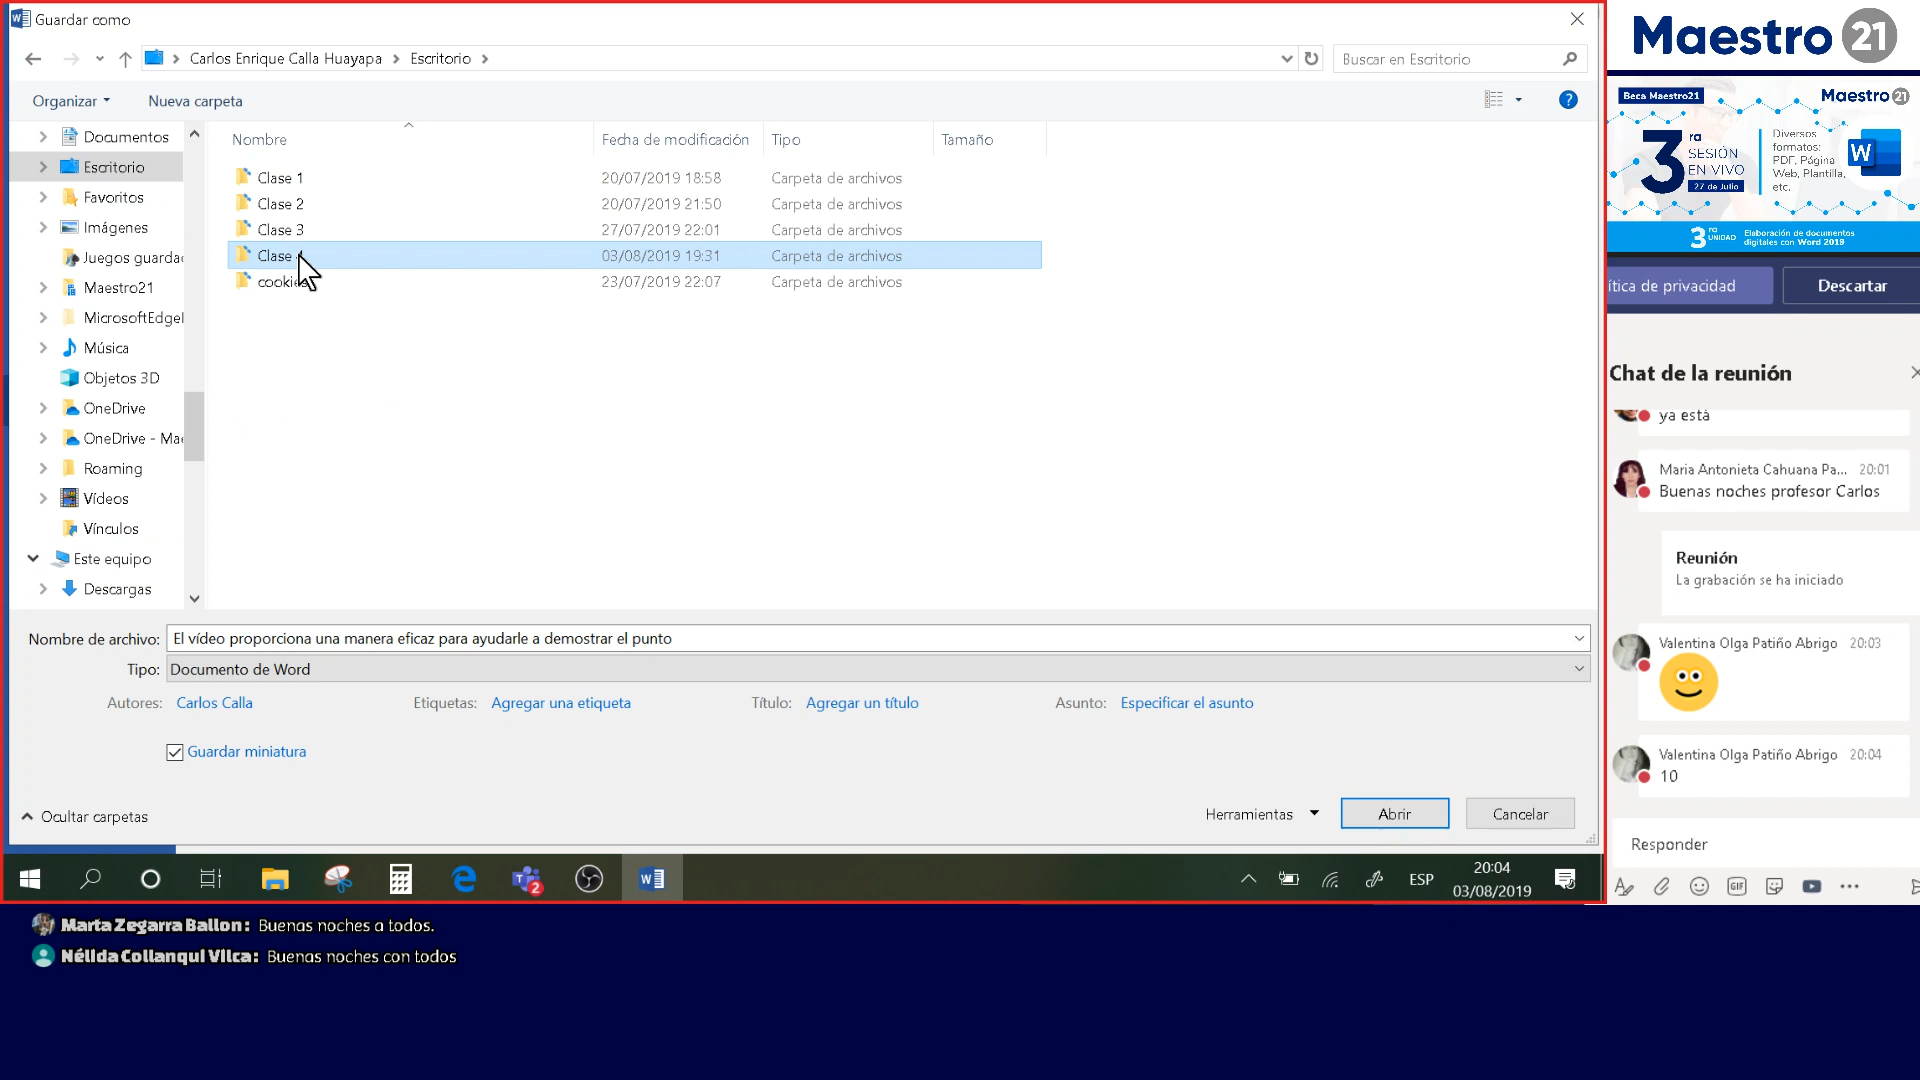 Guardar como
Carlos Enrique Calla Huayapa
Escritorio
Buscar en Escritorio
Organizar
Nueva carpeta
Documentos
Escritorio
Favoritos
Imágenes
Juegos guarda
Maestro21
MicrosoftEdge
Música
Objetos 3D
OneDrive
OneDrive - Ma
Roaming
Vídeos
Vínculos
Este equipo
Descargas
Nombre Fecha de modificación Tipo Tamaño
Clase 1 20/07/2019 18:58 Carpeta de archivos
Clase 2 20/07/2019 21:50 Carpeta de archivos
Clase 3 27/07/2019 22:01 Carpeta de archivos
Clase 03/08/2019 19:31 Carpeta de archivos
cookie 23/07/2019 22:07 Carpeta de archivos
Nombre de archivo: El vídeo proporciona una manera eficaz para ayudarle a demostrar el punto
Tipo: Documento de Word
Autores: Carlos Calla Etiquetas: Agregar una etiqueta Título: Agregar un título Asunto: Especificar el asunto
Guardar miniatura
Ocultar carpetas
Herramientas Abrir Cancelar
2 ESP 20:04
03/08/2019
Maestro 21
Beca Maestro21 Maestro 21
3ra SESIÓN EN VIVO
27 de Julio
Diversos
formatos:
PDF, Página
Web, Plantilla,
etc.
W
3ra UNIDAD Elaboración de documentos
digitales con Word 2019
ítica de privacidad Descartar
Chat de la reunión
ya està
Maria Antonieta Cahuana Pa... 20:01
Buenas noches profesor Carlos
Reunión
La grabación se ha iniciado
Valentina Olga Patiño Abrigo 20:03
Valentina Olga Patiño Abrigo 20:04
10
Responder
GIF
Marta Zegarra Ballon: Buenas noches a todos.
Nélida Collanqui Vilca: Buenas noches con todos